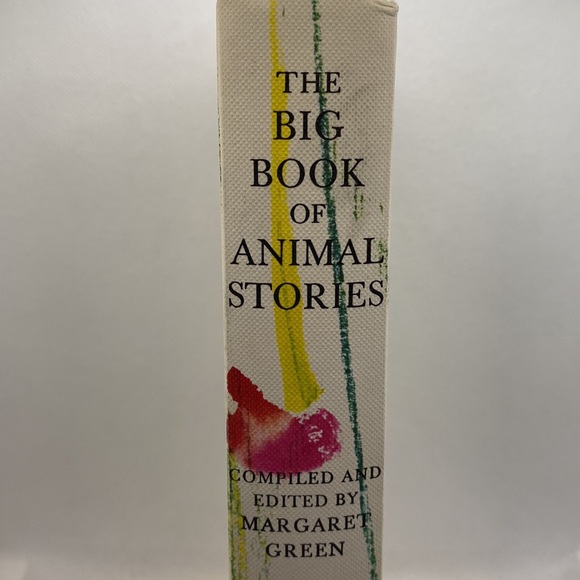 THE
BIG
BOOK
OF
ANIMAL
STORIES
COMPILED AND
EDITED BY
MARGARET
GREEN